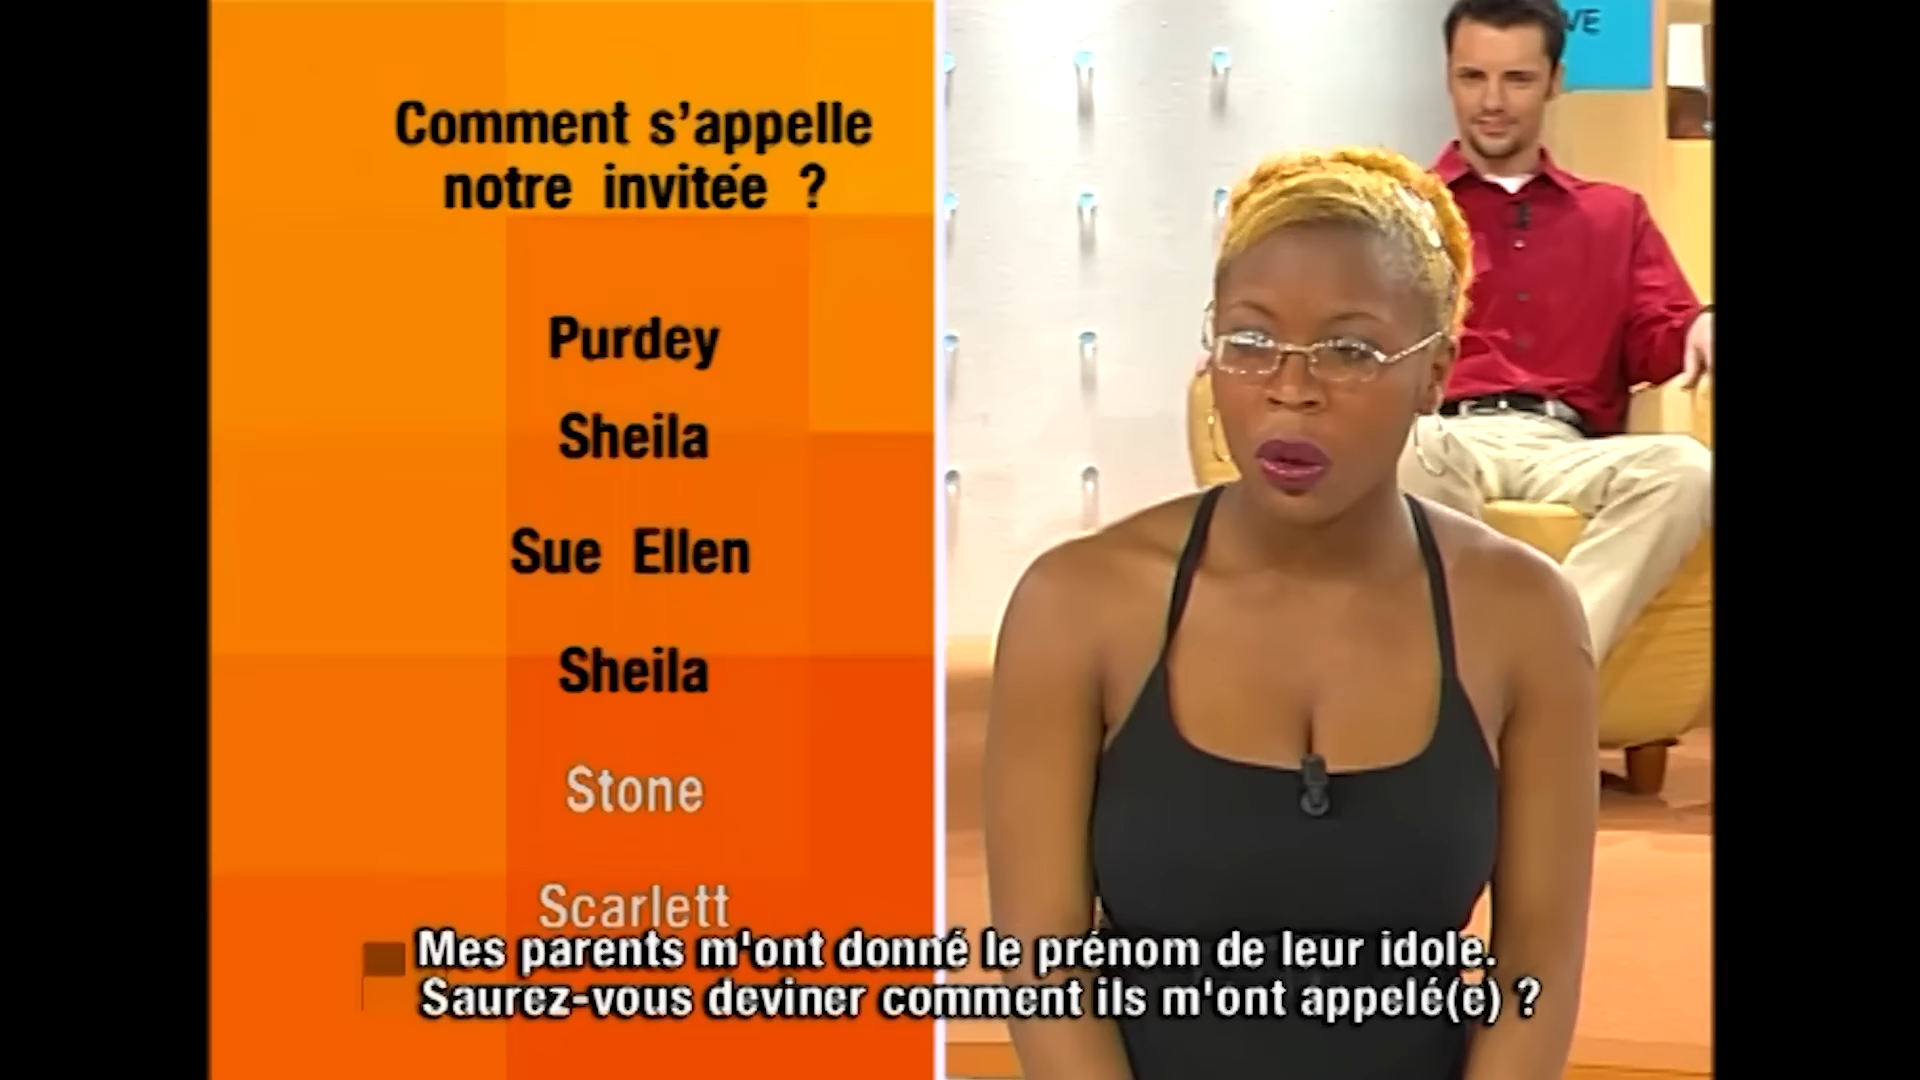 VE
Comment s'appelle
notre invitée ?
Purdey
Sheila
Sue Ellen
Sheila
Stone
Scarlett
Mes parents m'ont donné le prénom de leur idole.
Saurez-vous deviner comment ils m'ont appelé(e) ?